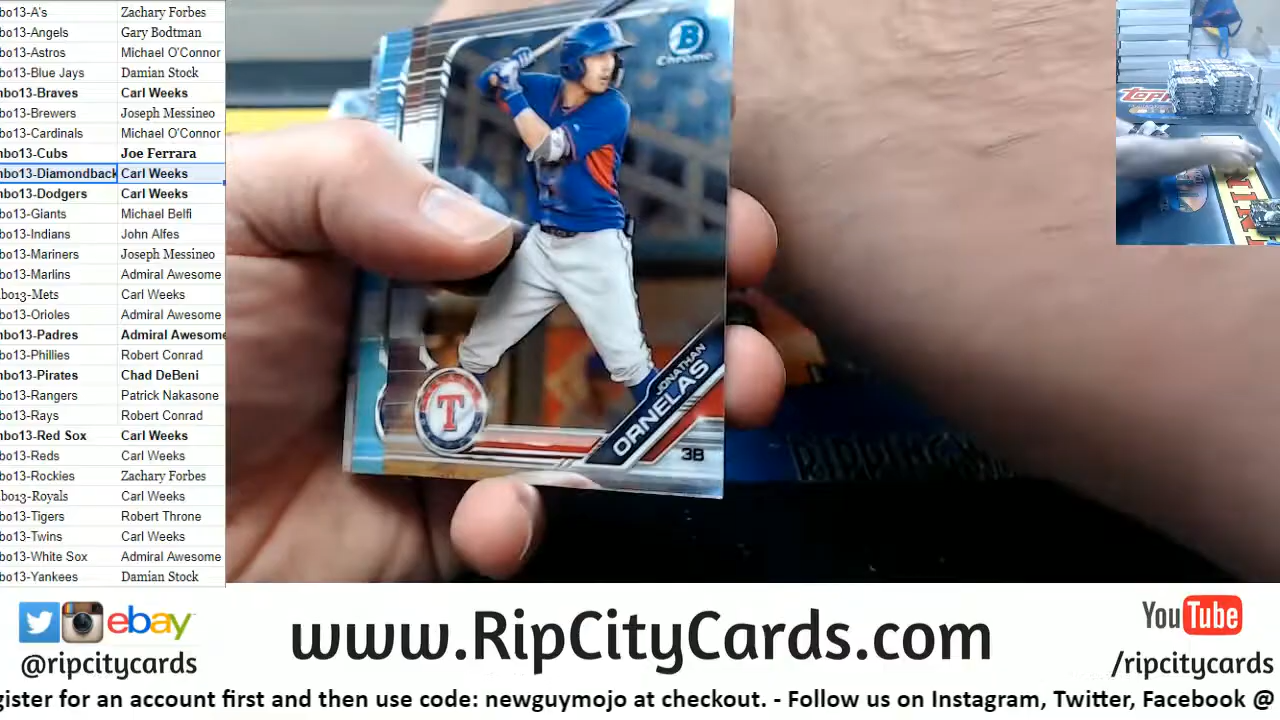 bo13-A's Zachary Forbes
nbo13-Angels Gary Bodtman
bo13-Astros Michael O'Connor
nbo13-Blue Jays Damian Stock
nbo13-Braves Carl Weeks
nbo13-Brewers Joseph Messineo
nbo13-Cardinals Michael O'Connor
nbo13-Cubs Joe Ferrara
nbo13-Diamondback Carl Weeks
nbo13-Dodgers Carl Weeks
bo13-Giants Michael Belfi
bo13-Indians John Alfes
bo13-Mariners Joseph Messineo
bo13-Marlins Admiral Awesome
bo13-Mets Carl Weeks
bo13-Orioles Admiral Awesome
nbo13-Padres Admiral Awesome
bo13-Phillies Robert Conrad
nbo13-Pirates Chad DeBeni
bo13-Rangers Patrick Nakasone
bo13-Rays Robert Conrad
nbo13-Red Sox Carl Weeks
bo13-Reds Carl Weeks
bo13-Rockies Zachary Forbes
bo13-Royals Carl Weeks
bo13-Tigers Robert Throne
bo13-Twins Carl Weeks
bo13-White Sox Admiral Awesome
bo13-Yankees Damian Stock
B
Chrome
T
JONATHAN
ORNELAS
3B
TOPPS
RIPPING
ebay
@ripcitycards
www.RipCityCards.com
YouTube
/ripcitycards
gister for an account first and then use code: newguymojo at checkout. - Follow us on Instagram, Twitter, Facebook @